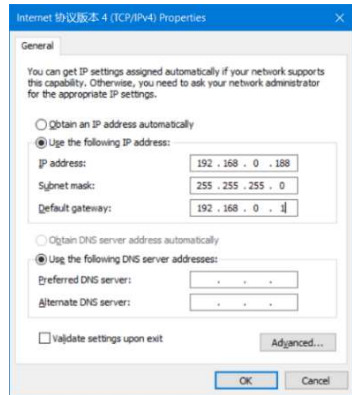 Internet 协议版本 4 (TCP/IPv4) Properties
General
You can get IP settings assigned automatically if your network supports
this capability. Otherwise, you need to ask your network administrator
for the appropriate IP settings.
Obtain an IP address automatically
Use the following IP address:
IP address: 192 . 168 . 0 . 188
Subnet mask: 255 . 255 . 255 . 0
Default gateway: 192 . 168 . 0 . 1
Obtain DNS server address automatically
Use the following DNS server addresses:
Preferred DNS server: . . .
Alternate DNS server: . . .
Validate settings upon exit
Advanced...
OK Cancel